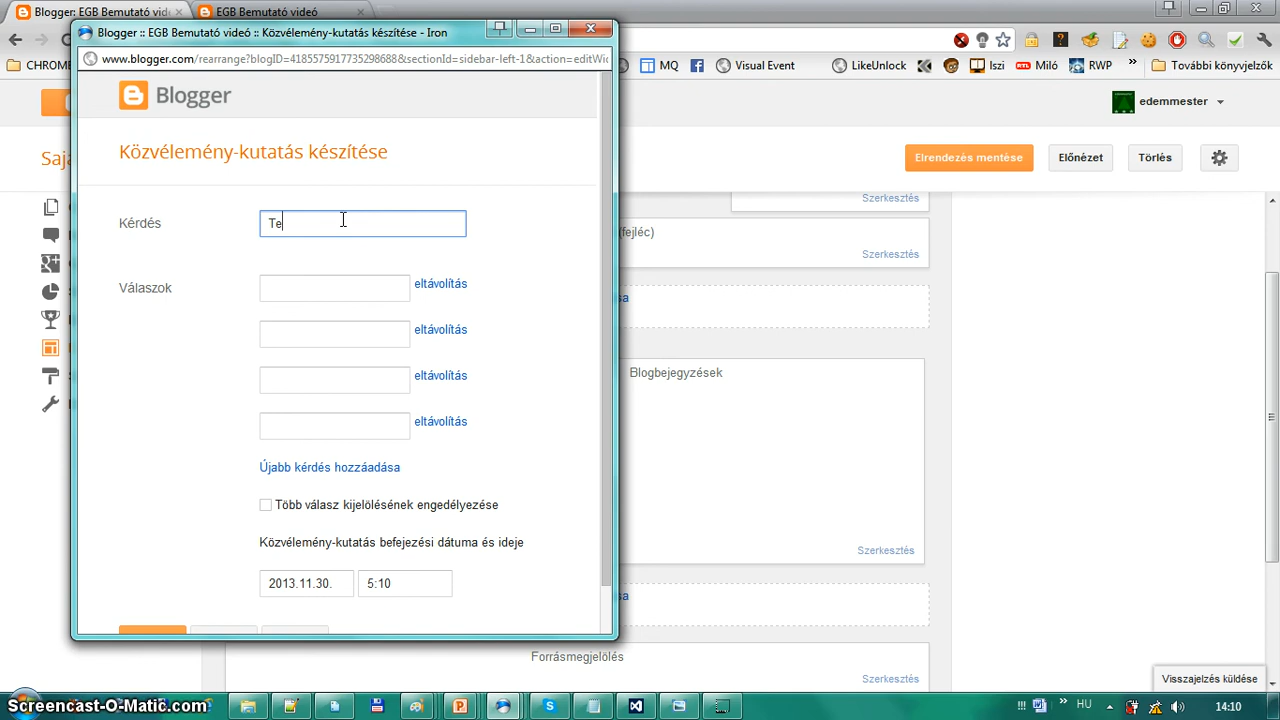 Blogger: EGB Bemutató vid
EGB Bemutató videó
Blogger :: EGB Bemutató videó :: Közvélemény-kutatás készítése - Iron
www.blogger.com/rearrange?blogID=4185575917735298688&sectionId=sidebar-left-1&action=editWi
CHROME
MQ
Visual Event
LikeUnlock
Iszi
Miló
RWP
További könyvjelzők
Blogger
edemmester
Közvélemény-kutatás készítése
Saja
Elrendezés mentése
Előnézet
Törlés
Szerkesztés
Kérdés
Te
(fejléc)
Szerkesztés
Válaszok
eltávolítás
eltávolítás
eltávolítás
eltávolítás
Blogbejegyzések
Újabb kérdés hozzáadása
Több válasz kijelölésének engedélyezése
Közvélemény-kutatás befejezési dátuma és ideje
Szerkesztés
2013.11.30.
5:10
Forrásmegjelölés
Szerkesztés
Visszajelzés küldése
Screencast-O-Matic.com
HU
14:10